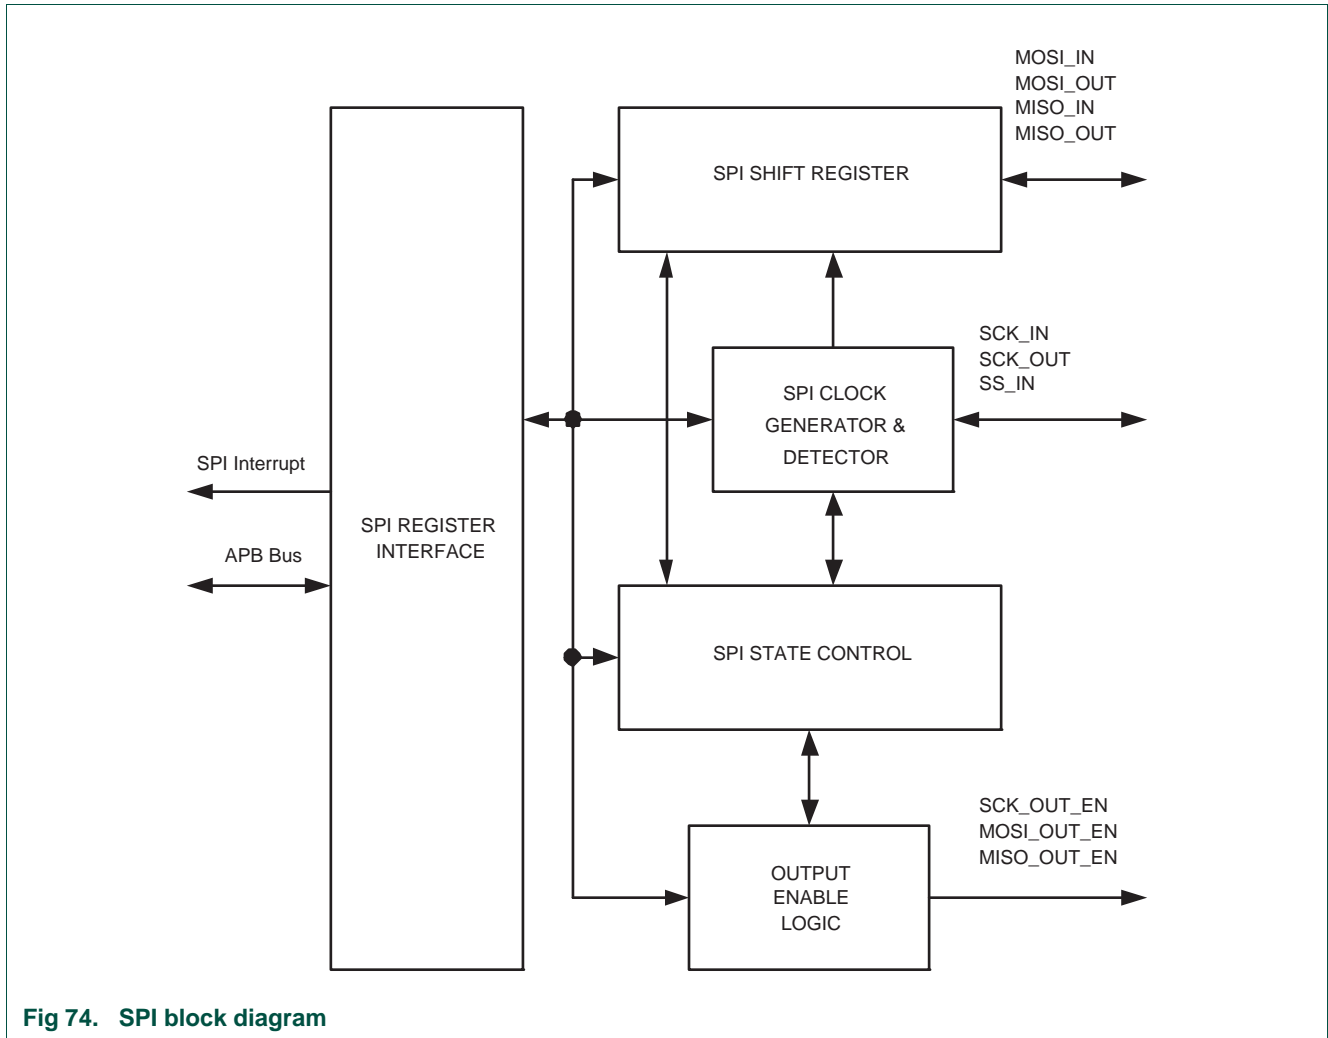 MOSI_IN
MOSI_OUT
MISO_IN
MISO_OUT
SPI SHIFT REGISTER
SCK_IN
SCK_OUT
SS_IN
SPI CLOCK
GENERATOR &
DETECTOR
SPI Interrupt
APB Bus
SPI REGISTER
INTERFACE
SPI STATE CONTROL
SCK_OUT_EN
MOSI_OUT_EN
MISO_OUT_EN
OUTPUT
ENABLE
LOGIC
Fig 74. SPI block diagram